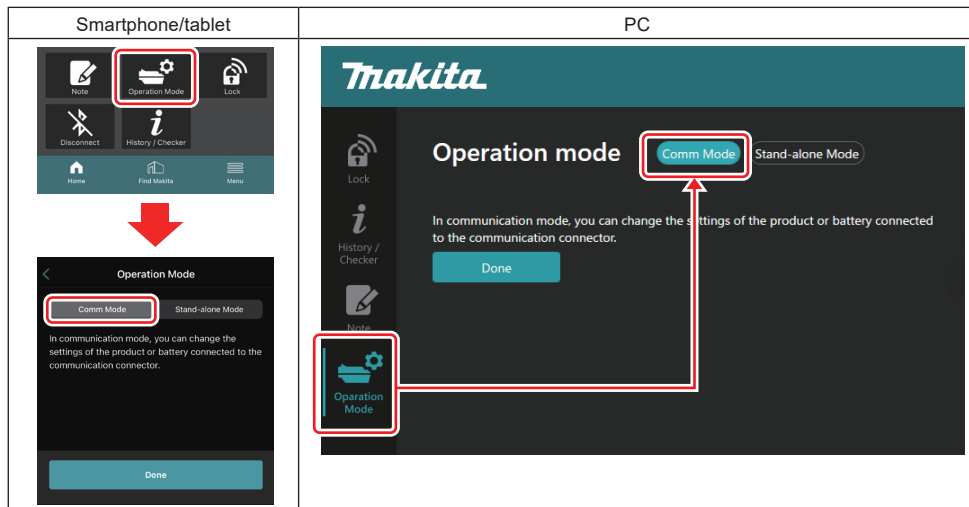 Smartphone/tablet
PC
Note
Operation Mode
Lock
Disconnect
History / Checker
Home
Find Makita
Menu
Operation Mode
Comm Mode
Stand-alone Mode
In communication mode, you can change the
settings of the product or battery connected to the
communication connector.
Done
Makita
Lock
History /
Checker
Note
Oparation
Mode
Operation mode
Comm Mode
Stand-alone Mode
In communication mode, you can change the settings of the product or battery connected
to the communication connector.
Done